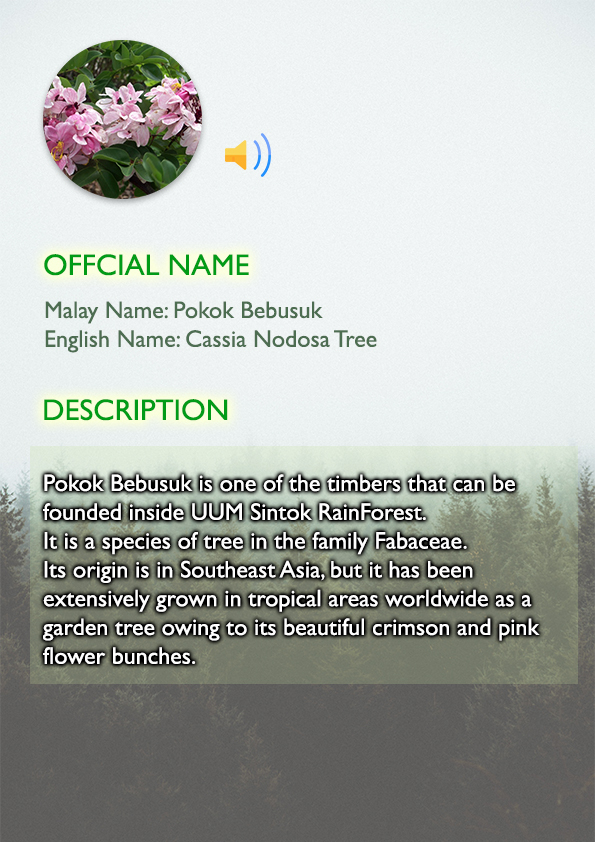 OFFCIAL NAME
Malay Name: Pokok Bebusuk
English Name: Cassia Nodosa Tree
DESCRIPTION
Pokok Bebusuk is one of the timbers that can be
founded inside UUM Sintok RainForest.
It is a species of tree in the family Fabaceae.
Its origin is in Southeast Asia, but it has been
extensively grown in tropical areas worldwide as a
garden tree owing to its beautiful crimson and pink
flower bunches.